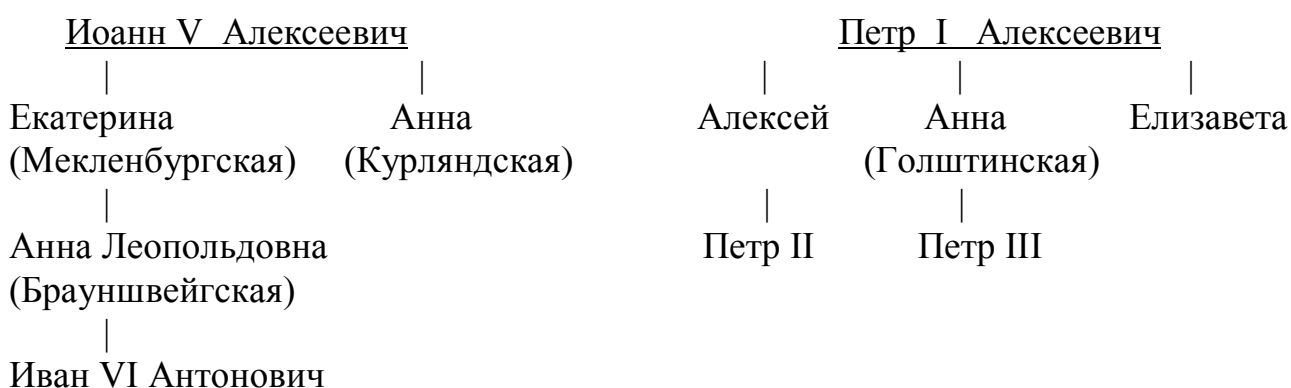 Иоанн V Алексеевич Петр I Алексеевич
Екатерина Анна Алексей Анна Елизавета
(Мекленбургская) (Курляндская) (Голштинская)
Анна Леопольдовна Петр II Петр III
(Брауншвейгская)
Иван VI Антонович